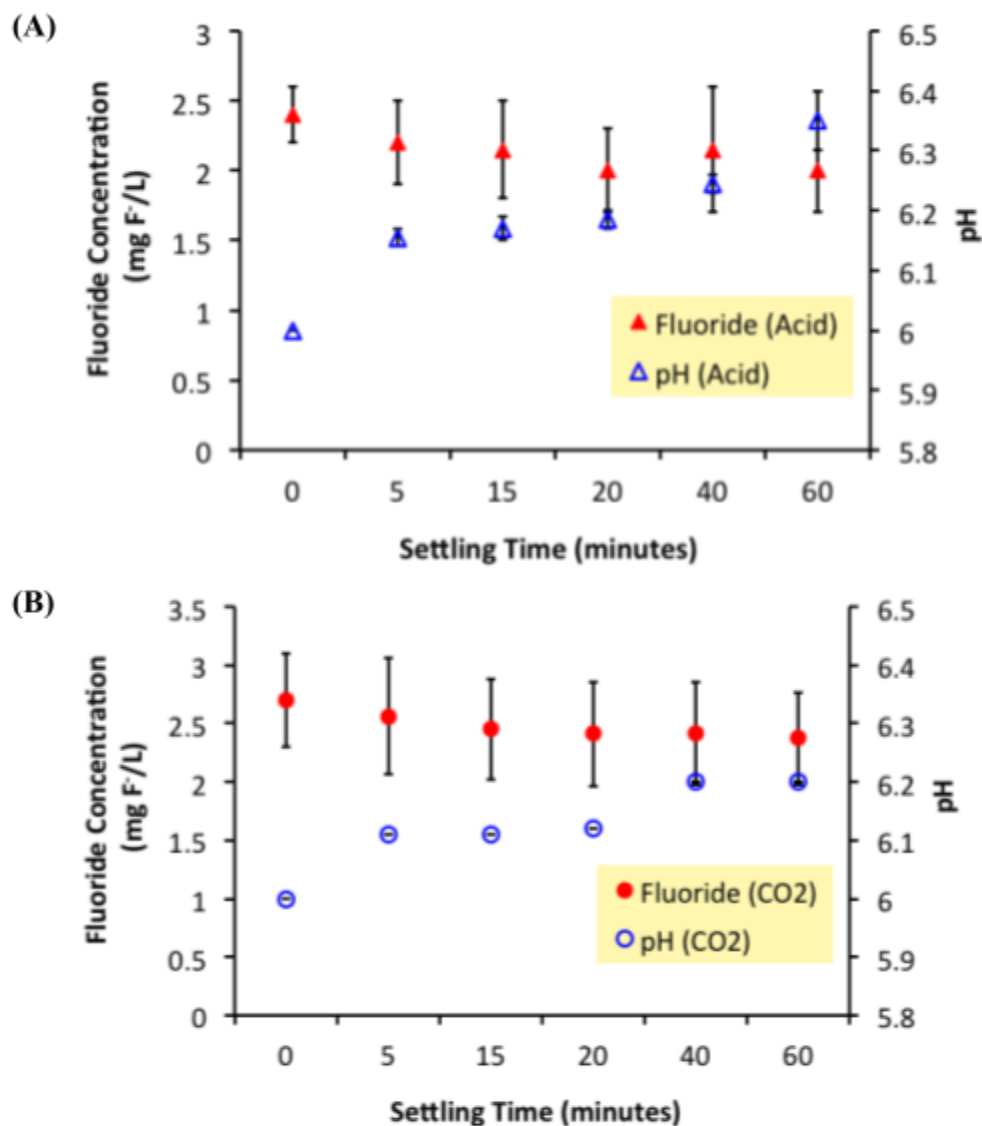 (A)
3
2.5
2
1.5
1
0.5
0
Fluoride Concentration
(mg F-/L)
6.5
6.4
6.3
6.2
6.1
6
5.9
5.8
pH
Fluoride (Acid)
pH (Acid)
0 5 15 20 40 60
Settling Time (minutes)
(B)
3.5
3
2.5
2
1.5
1
0.5
0
Fluoride Concentration
(mg F-/L)
6.5
6.4
6.3
6.2
6.1
6
5.9
5.8
pH
Fluoride (CO2)
pH (CO2)
0 5 15 20 40 60
Settling Time (minutes)